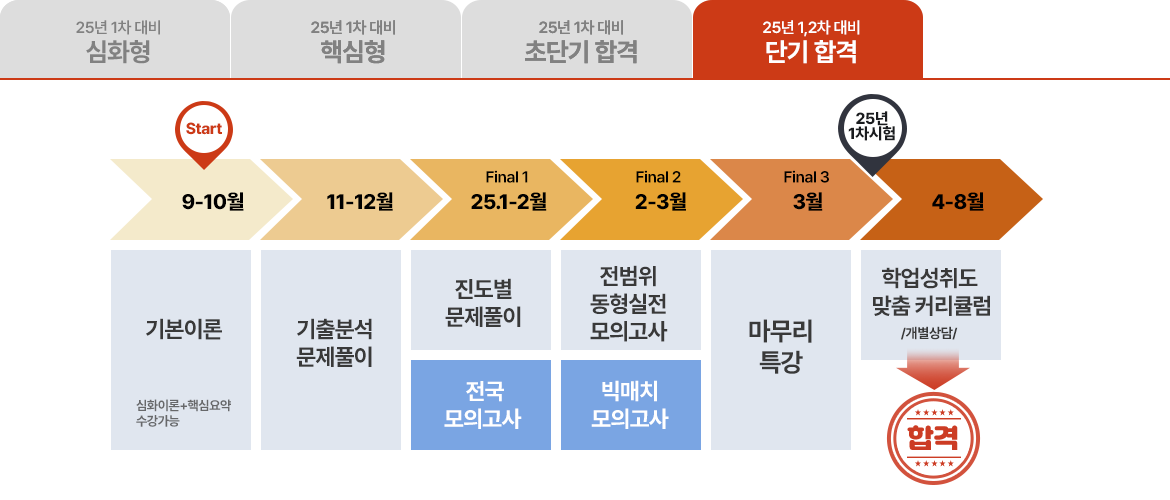 25년 1차 대비
심화형
25년 1차 대비
핵심형
25년 1차 대비
초단기 합격
25년 1,2차 대비
단기 합격
Start
25년
1차시험
9-10월
11-12월
Final 1
25.1-2월
Final 2
2-3월
Final 3
3월
4-8월
기본이론
심화이론+핵심요약
수강가능
기출분석
문제풀이
진도별
문제풀이
전국
모의고사
전범위
동형실전
모의고사
빅매치
모의고사
마무리
특강
학업성취도
맞춤 커리큘럼
/개별상담/
합격